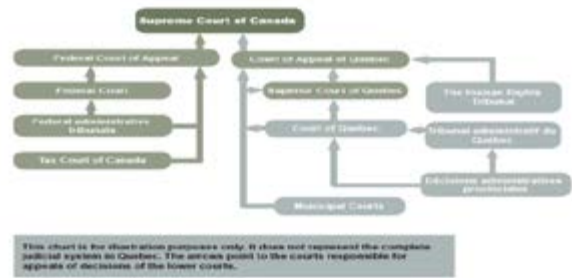 Supreme Court of Canada
Federal Court of Appeal
Court of Appeal of Quebec
Federal Court
Supreme Court of Quebec
The Human Rights
Tribunal
Federal administrative
tribunals
Court of Quebec
Tribunal administratif du
Québec
Tax Court of Canada
Décisions administratives
provinciales
Municipal Courts
This chart is for illustration purposes only. It does not represent the complete
judicial system in Quebec. The arrows point to the courts responsible for
appeals of decisions of the lower courts.